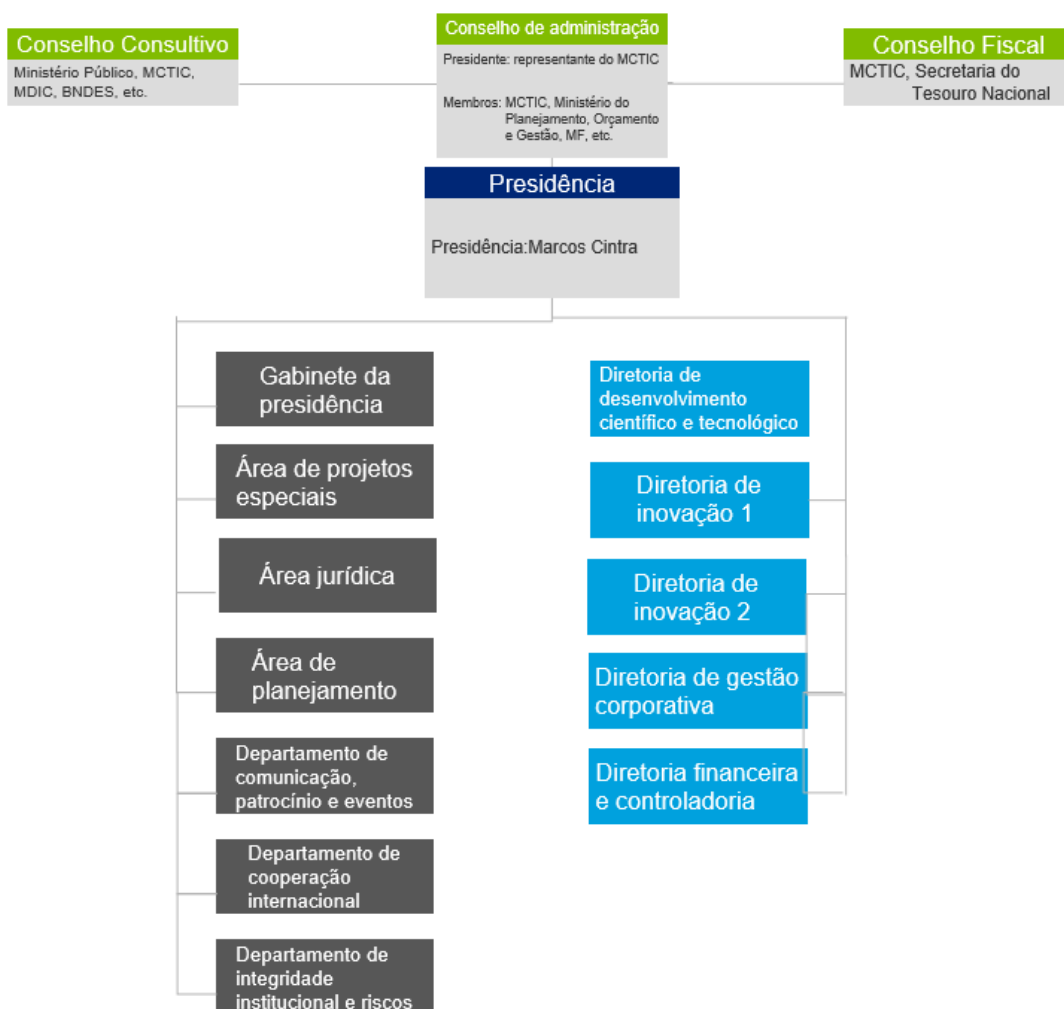 Conselho Consultivo
Ministério Público, MCTIC,
MDIC, BNDES, etc.
Conselho de administração
Presidente: representante do MCTIC
Membros: MCTIC, Ministério do
Planejamento, Orçamento
e Gestão, MF, etc.
Conselho Fiscal
MCTIC, Secretaria do
Tesouro Nacional
Presidência
Presidência:Marcos Cintra
Gabinete da
presidência
Área de projetos
especiais
Área jurídica
Área de
planejamento
Departamento de
comunicação,
patrocínio e eventos
Departamento de
cooperação
internacional
Departamento de
integridade
institucional e riscos
Diretoria de
desenvolvimento
científico e tecnológico
Diretoria de
inovação 1
Diretoria de
inovação 2
Diretoria de gestão
corporativa
Diretoria financeira
e controladoria